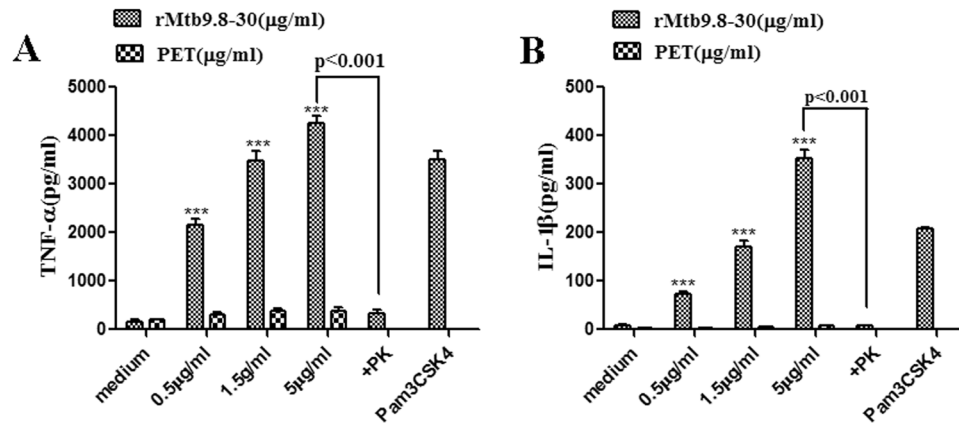 A
rMtb9.8-30(μg/ml)
PET(μg/ml)
p<0.001
TNF-α(pg/ml)
5000
4000
3000
2000
1000
0
***
***
***
medium
0.5μg/ml
1.5g/ml
5μg/ml
+PK
Pam3CSK4
B
rMtb9.8-30(μg/ml)
PET(μg/ml)
p<0.001
IL-1β(pg/ml)
500
400
300
200
100
0
***
***
***
medium
0.5μg/ml
1.5μg/ml
5μg/ml
+PK
Pam3CSK4